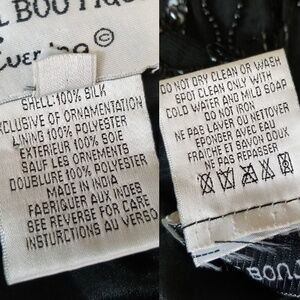 L BOUTIQUE
SHELL:100% SILK
EXCLUSIVE OF ORNAMENTATION
LINING 100% POLYESTER
EXTERIEUR 100% SOIE
SAUF LES ORNEMENTS
DOUBLURE 100% POLYESTER
MADE IN INDIA
FABRIQUER AUX INDES
SEE REVERSE FOR CARE
INSTURCTIONS AU VERSO
DO NOT DRY CLEAN OR WASH
SPOT CLEAN ONLY WITH
COLD WATER AND MILD SOAP
DO NOT IRON
NE PAS LAVER OU NETTOYER
EPONGER AVEC EAU
FRAICHE ET SAVON DOUX
NE PAS REPASSER
BOUT